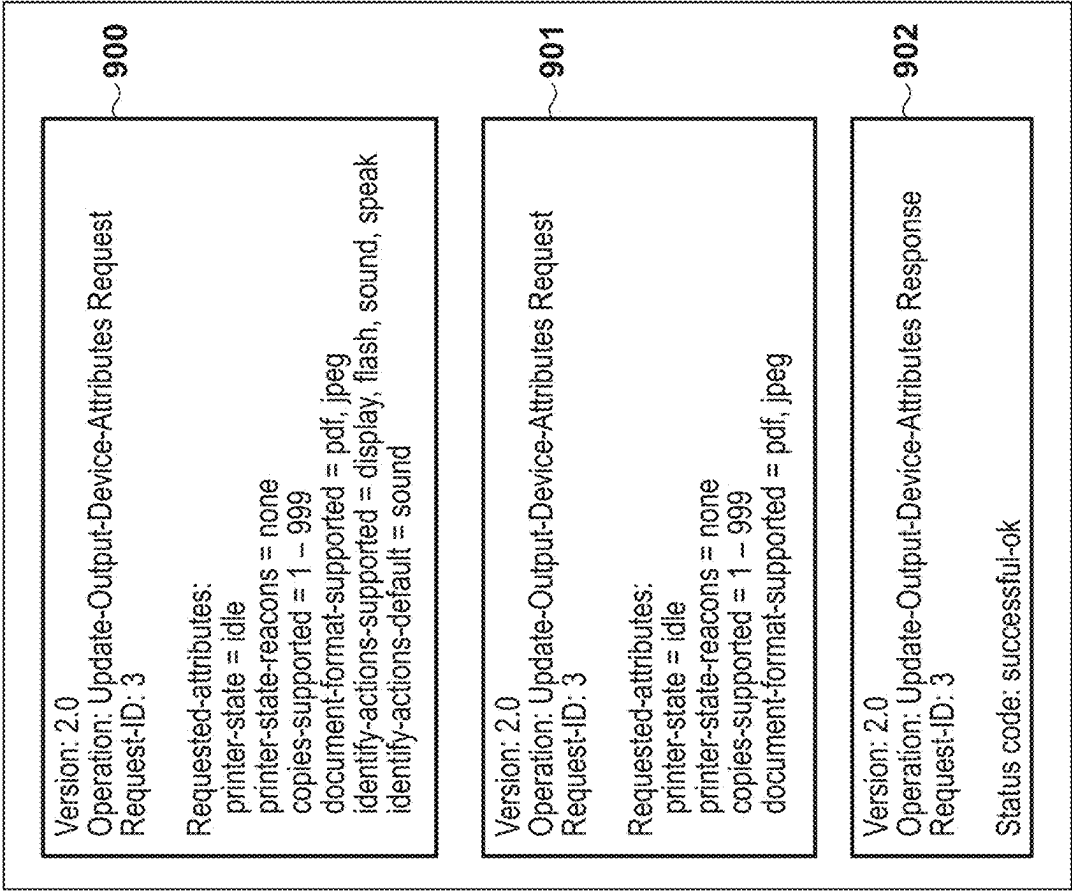 900
Version: 2.0
Operation: Update-Output-Device-Attributes Request
Request-ID: 3
Requested-attributes:
printer-state = idle
printer-state-reacons = none
copies-supported = 1 – 999
document-format-supported = pdf, jpeg
identify-actions-supported = display, flash, sound, speak
identify-actions-default = sound
901
Version: 2.0
Operation: Update-Output-Device-Attributes Request
Request-ID: 3
Requested-attributes:
printer-state = idle
printer-state-reacons = none
copies-supported = 1 – 999
document-format-supported = pdf, jpeg
902
Version: 2.0
Operation: Update-Output-Device-Attributes Response
Request-ID: 3
Status code: successful-ok